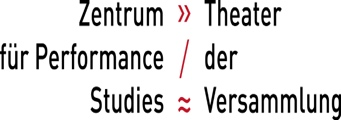 Zentrum » Theater
für Performance / der
Studies ≈ Versammlung